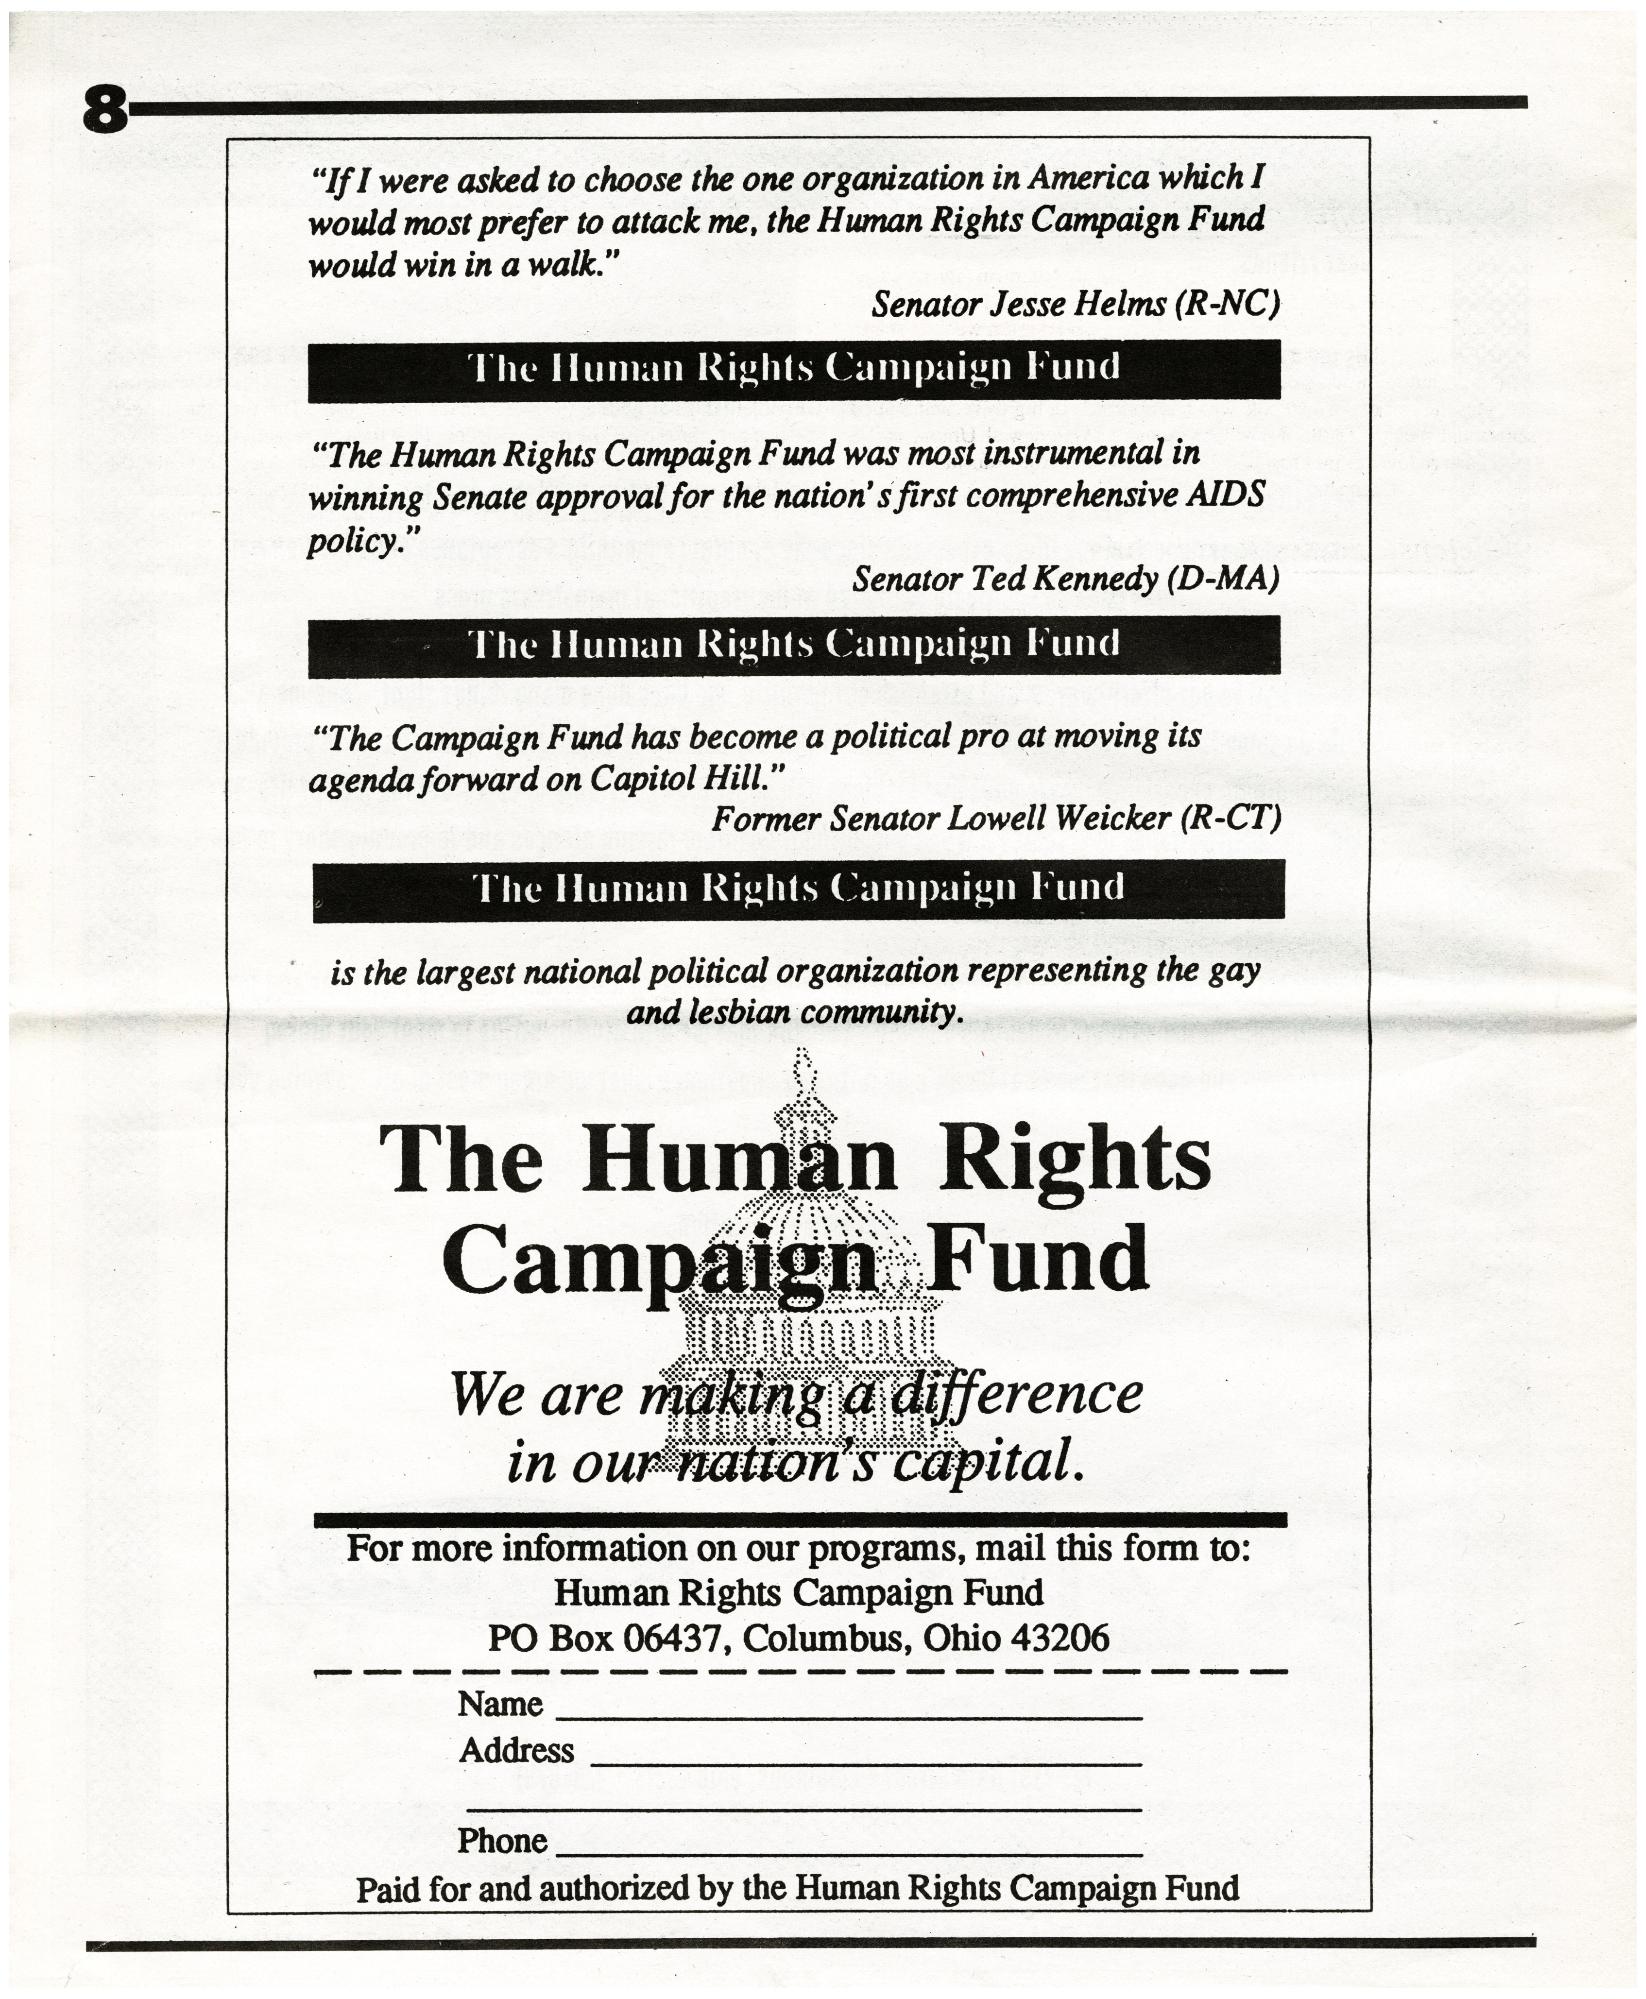 8
“If I were asked to choose the one organization in America which I
would most prefer to attack me, the Human Rights Campaign Fund
would win in a walk.”
Senator Jesse Helms (R-NC)
The Human Rights Campaign Fund
“The Human Rights Campaign Fund was most instrumental in
winning Senate approval for the nation's first comprehensive AIDS
policy.”
Senator Ted Kennedy (D-MA)
The Human Rights Campaign Fund
“The Campaign Fund has become a political pro at moving its
agenda forward on Capitol Hill.”
Former Senator Lowell Weicker (R-CT)
The Human Rights Campaign Fund
is the largest national political organization representing the gay
and lesbian community.
The Human Rights
Campaign Fund
We are making a difference
in our nation's capital.
For more information on our programs, mail this form to:
Human Rights Campaign Fund
PO Box 06437, Columbus, Ohio 43206
Name
Address
Phone
Paid for and authorized by the Human Rights Campaign Fund